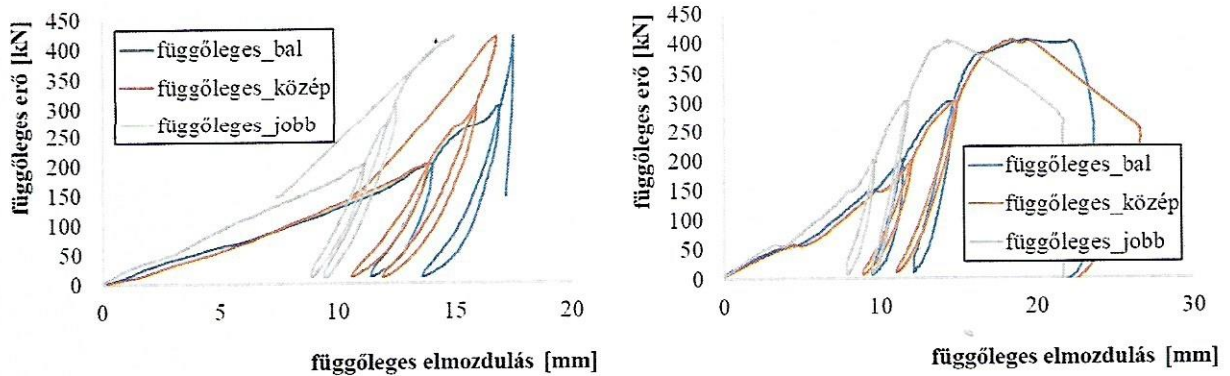 függőleges erő [kN]
450
400
350
300
250
200
150
100
50
0
függőleges_bal
függőleges_közép
függőleges_jobb
0 5 10 15 20
függőleges elmozdulás [mm]
függőleges erő [kN]
450
400
350
300
250
200
150
100
50
0
függőleges_bal
függőleges_közép
függőleges_jobb
0 10 20 30
függőleges elmozdulás [mm]